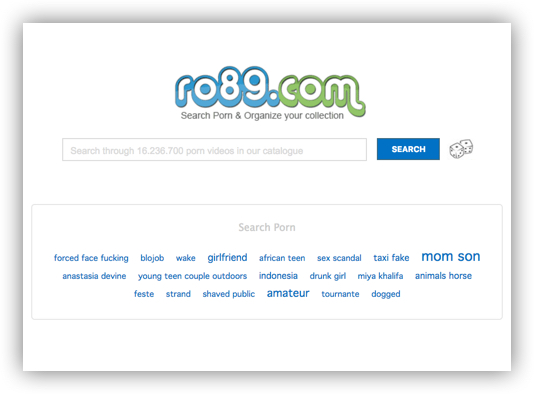 ro89.com
Search Porn & Organize your collection
Search through 16.236.700 porn videos in our catalogue
SEARCH
Search Porn
forced face fucking blojob wake girlfriend african teen sex scandal taxi fake mom son
anastasia devine young teen couple outdoors indonesia drunk girl miya khalifa animals horse
feste strand shaved public amateur tournante dogged